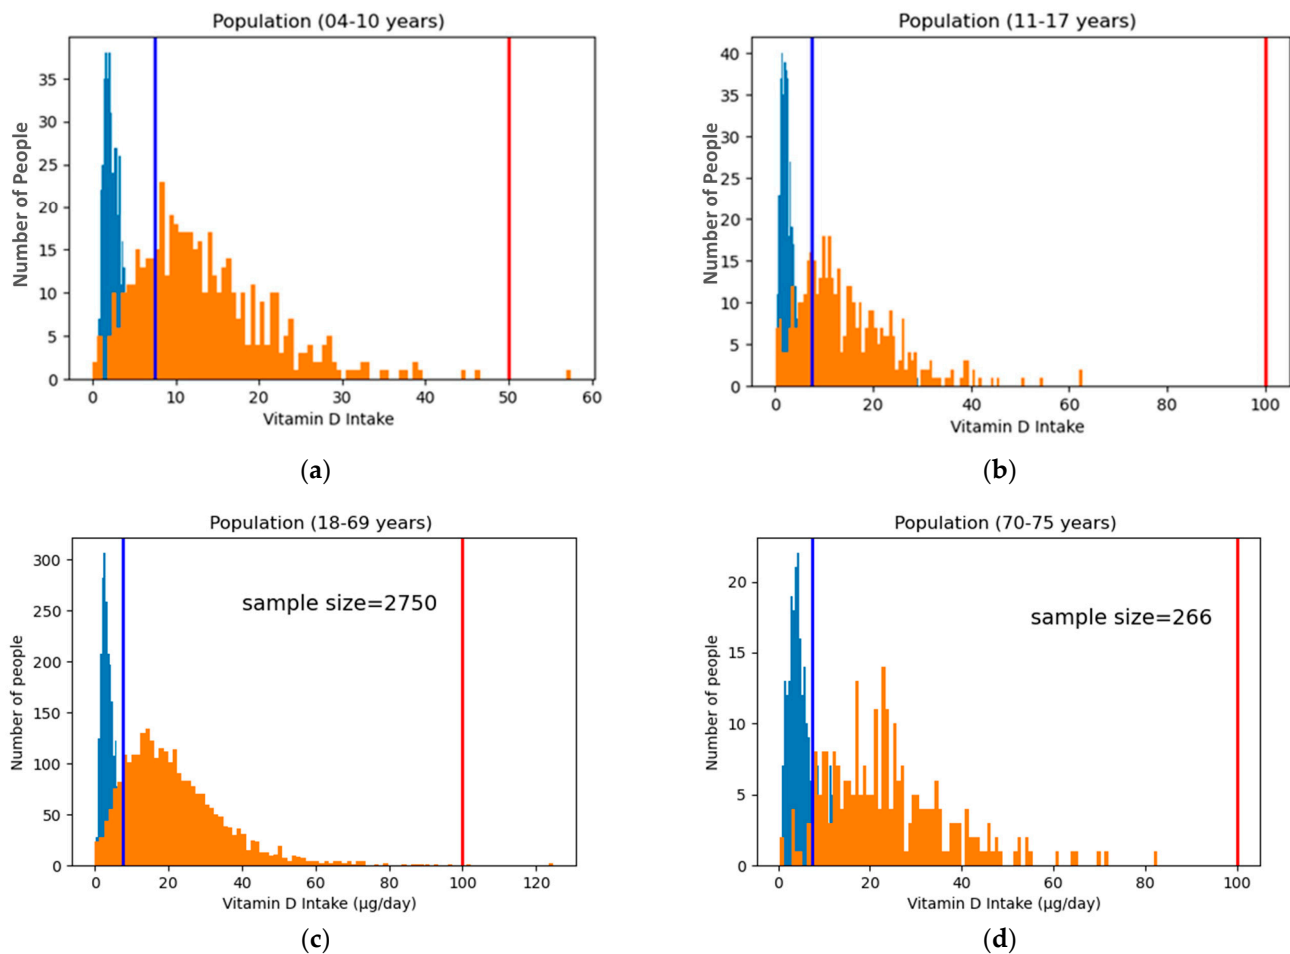 Population (04-10 years)
Number of People
35
30
25
20
15
10
5
0
0 10 20 30 40 50 60
Vitamin D Intake
(a)
Population (11-17 years)
Number of People
40
35
30
25
20
15
10
5
0
0 20 40 60 80 100
Vitamin D Intake
(b)
Population (18-69 years)
sample size=2750
Number of people
300
250
200
150
100
50
0
0 20 40 60 80 100 120
Vitamin D Intake (µg/day)
(c)
Population (70-75 years)
sample size=266
Number of people
20
15
10
5
0
0 20 40 60 80 100
Vitamin D Intake (µg/day)
(d)